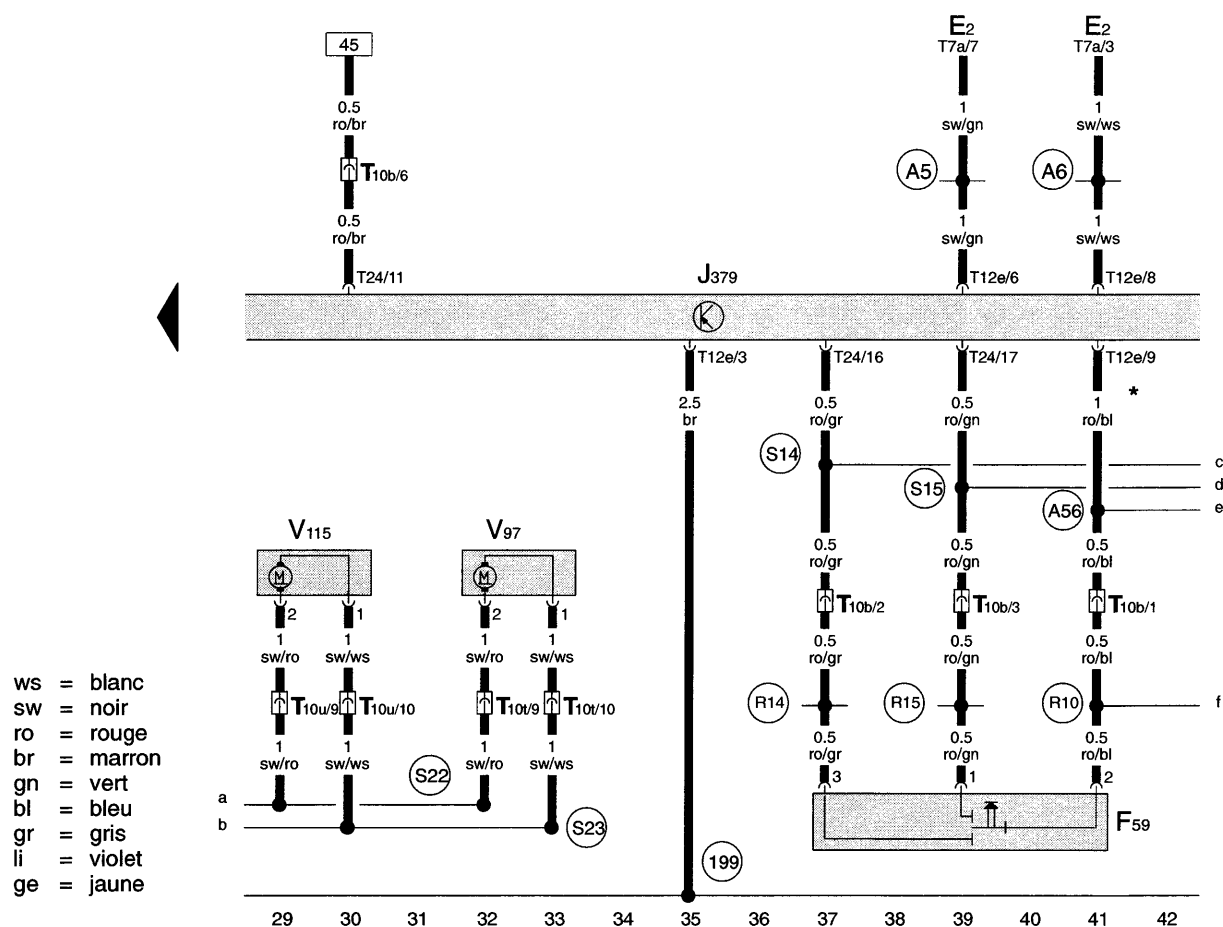 45
E2
T7a/7
E2
T7a/3
0.5
ro/br
1
sw/gn
1
sw/ws
T10b/6
A5
A6
0.5
ro/br
1
sw/gn
1
sw/ws
T24/11
J379
T12e/6
T12e/8
T12e/3
T24/16
T24/17
T12e/9
2.5
br
0.5
ro/gr
0.5
ro/gn
1
ro/bl
*
S14
c
S15
d
A56
e
V115
V97
M
M
0.5
ro/gr
0.5
ro/gn
0.5
ro/bl
2
1
2
1
T10b/2
T10b/3
T10b/1
1
sw/ro
1
sw/ws
1
sw/ro
1
sw/ws
0.5
ro/gr
0.5
ro/gn
0.5
ro/bl
T10u/9
T10u/10
T10t/9
T10t/10
R14
R15
R10
f
1
sw/ro
1
sw/ws
1
sw/ro
1
sw/ws
0.5
ro/gr
0.5
ro/gn
0.5
ro/bl
S22
3
1
2
a
b
S23
F59
199
ws = blanc
sw = noir
ro = rouge
br = marron
gn = vert
bl = bleu
gr = gris
li = violet
ge = jaune
29 30 31 32 33 34 35 36 37 38 39 40 41 42